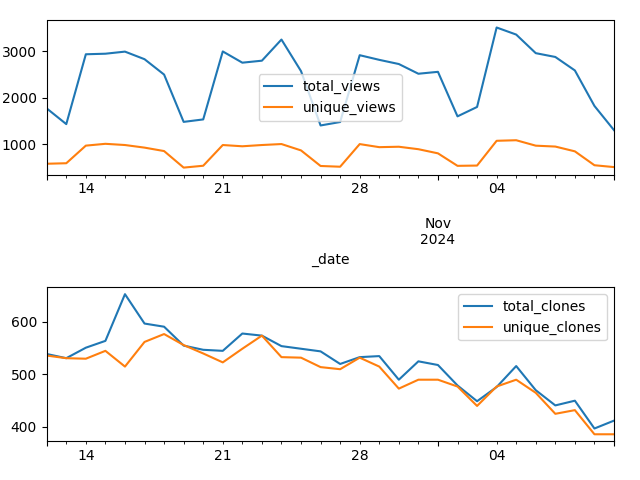 3000
2000
1000
total_views
unique_views
14 21 28 04
Nov
2024
_date
600
500
400
total_clones
unique_clones
14 21 28 04